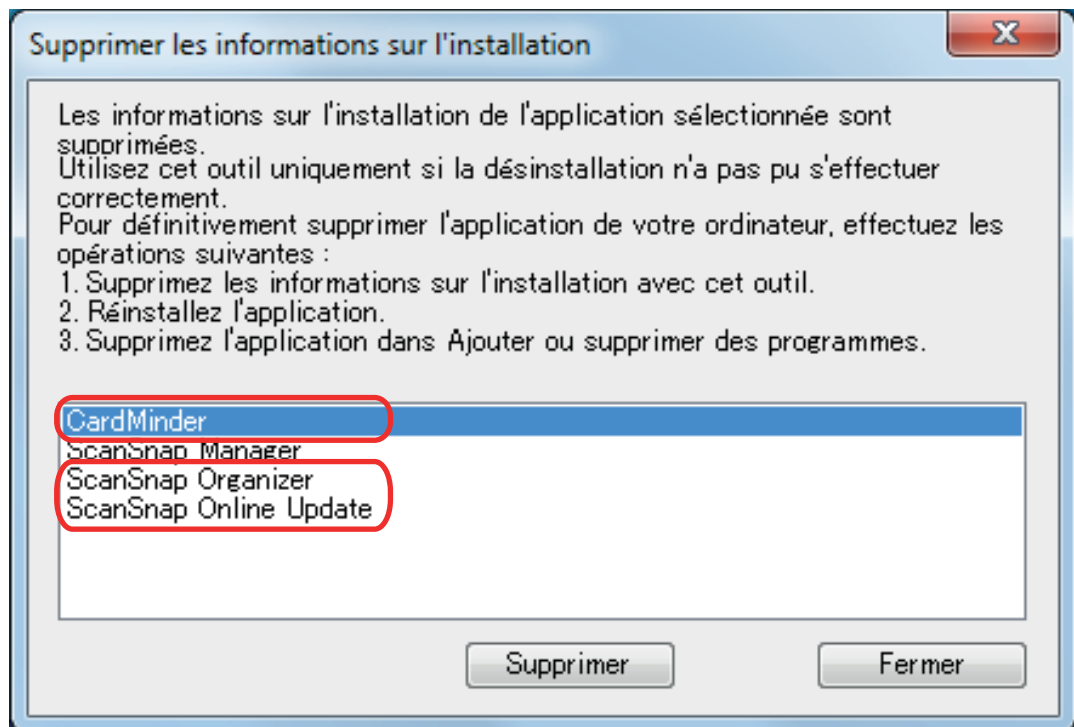 Supprimer les informations sur l'installation
Les informations sur l'installation de l'application sélectionnée sont
supprimées.
Utilisez cet outil uniquement si la désinstallation n'a pas pu s'effectuer
correctement.
Pour définitivement supprimer l'application de votre ordinateur, effectuez les
opérations suivantes :
1. Supprimez les informations sur l'installation avec cet outil.
2. Réinstallez l'application.
3. Supprimez l'application dans Ajouter ou supprimer des programmes.
CardMinder
ScanSnap Manager
ScanSnap Organizer
ScanSnap Online Update
Supprimer Fermer